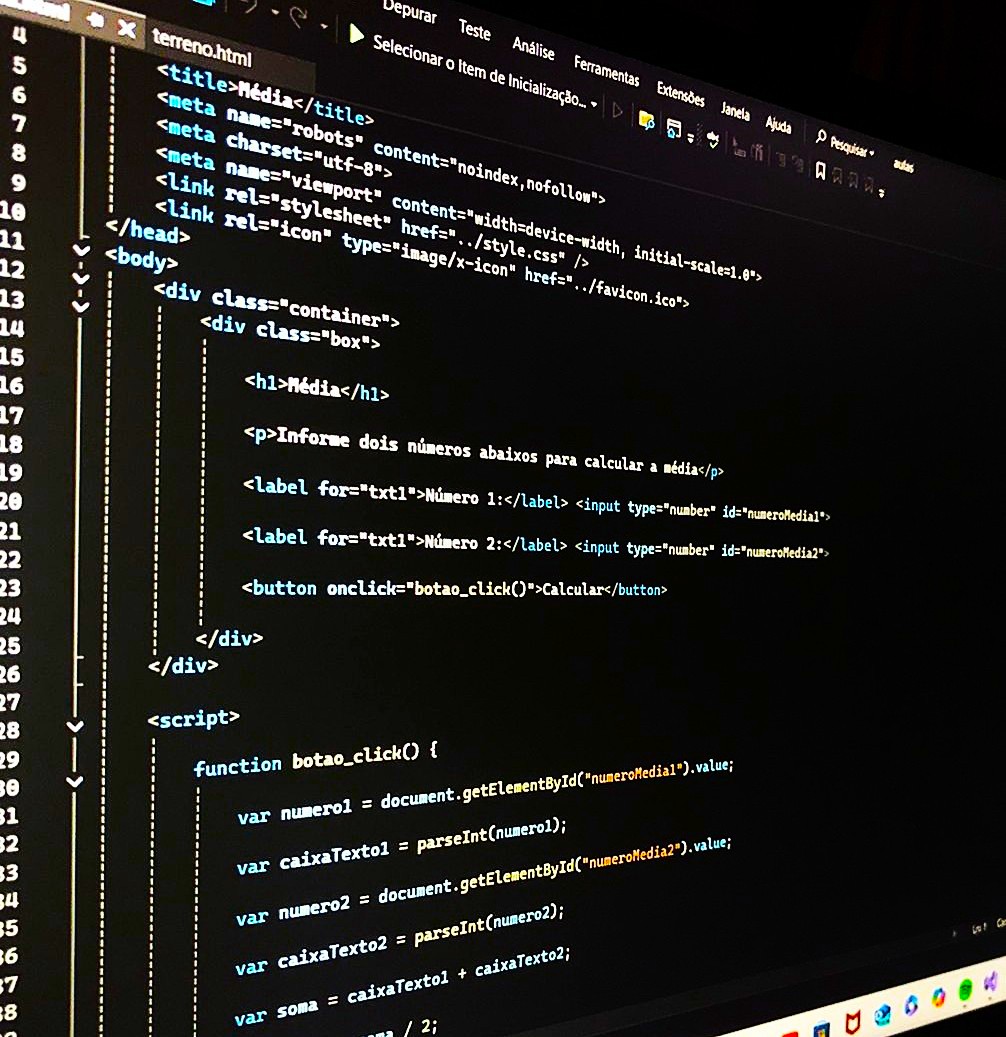 Depurar Teste Análise Ferramentas Extensões Janela Ajuda Pesquisar aulas
Selecionar o Item de Inicialização...
terreno.html
4
5 <title>Média</title>
6 <meta name="robots" content="noindex,nofollow">
7 <meta charset="utf-8">
8 <meta name="viewport" content="width=device-width, initial-scale=1.0">
9 <link rel="stylesheet" href="../style.css" />
10 <link rel="icon" type="image/x-icon" href="../favicon.ico">
11 </head>
12 <body>
13 <div class="container">
14 <div class="box">
15
16 <h1>Média</h1>
17
18 <p>Informe dois números abaixos para calcular a média</p>
19
20 <label for="txt1">Número 1:</label> <input type="number" id="numeroMedia1">
21
22 <label for="txt1">Número 2:</label> <input type="number" id="numeroMedia2">
23
24 <button onclick="botao_click()">Calcular</button>
25
26 </div>
27 </div>
28
29 <script>
30 function botao_click() {
31
32 var numero1 = document.getElementById("numeroMedia1").value;
33
34 var caixaTexto1 = parseInt(numero1);
35
36 var numero2 = document.getElementById("numeroMedia2").value;
37
38 var caixaTexto2 = parseInt(numero2);
var soma = caixaTexto1 + caixaTexto2;
/ 2;